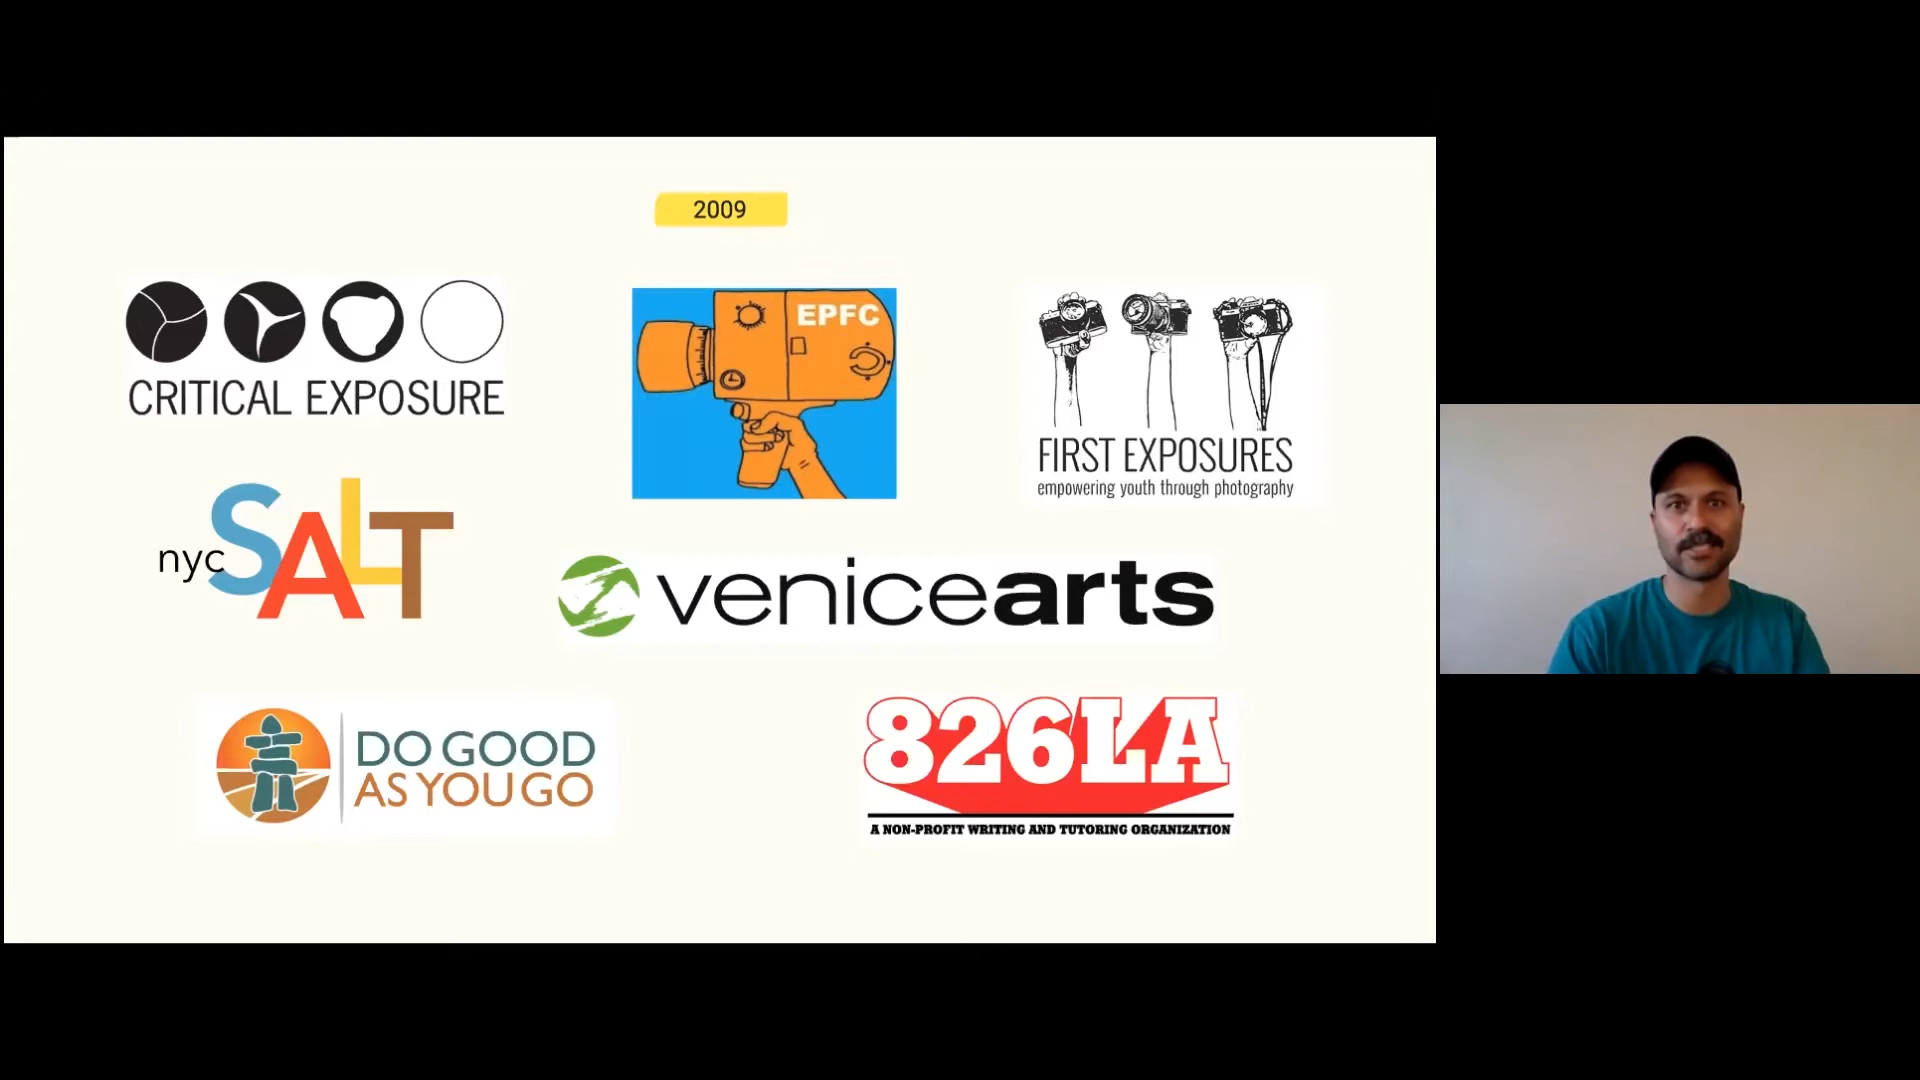 2009
CRITICAL EXPOSURE
EPFC
FIRST EXPOSURES
empowering youth through photography
nycSALT
venicearts
DO GOOD
AS YOU GO
826LA
A NON-PROFIT WRITING AND TUTORING ORGANIZATION